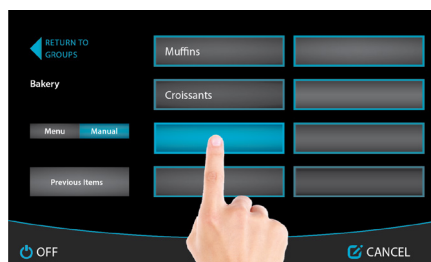 RETURN TO
GROUPS
Muffins
Bakery
Croissants
Menu
Manual
Previous Items
OFF
CANCEL